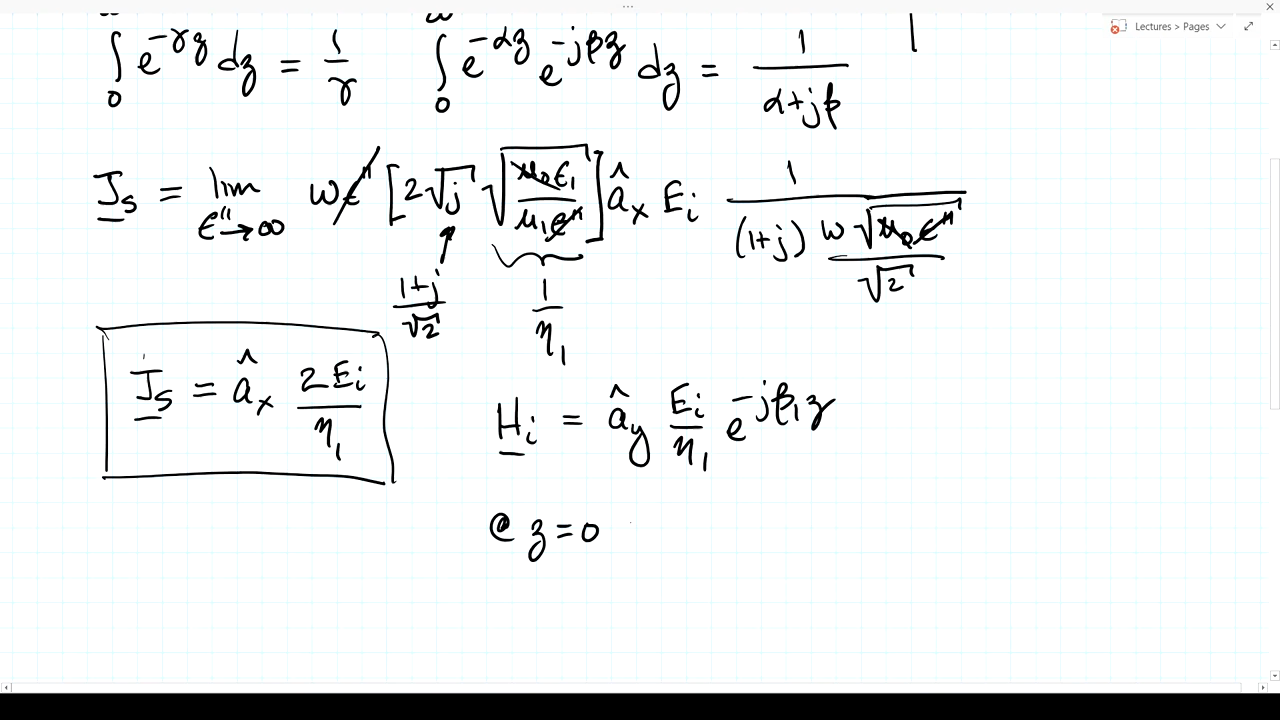 Lectures > Pages
∫₀^∞ e^{-γz} dz = 1/γ   ∫₀^∞ e^{-αz} e^{-jβz} dz = 1/(α+jβ)
J_s = lim_{ε''→∞} ωε'' [2√j √(μ₂ε₁/(μ₁ε''))] â_x E_i 1/((1+j) ω√(μ₂ε'')/√2)
(1+j)/√2   1/η₁
J_s = â_x 2E_i/η₁
H_i = â_y E_i/η₁ e^{-jβ₁z}
@ z = 0